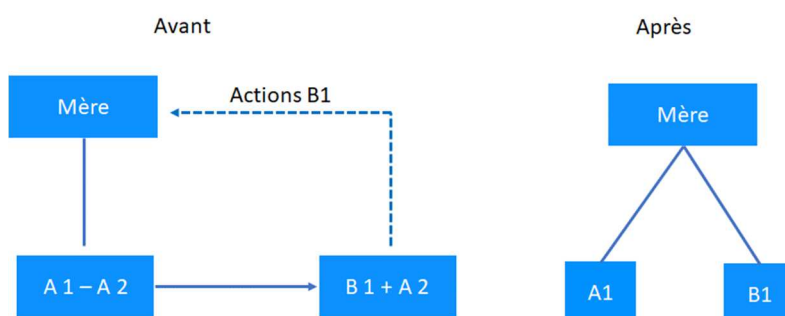 Avant
Après
Mère
Actions B1
Mère
A 1 – A 2
B 1 + A 2
A1
B1